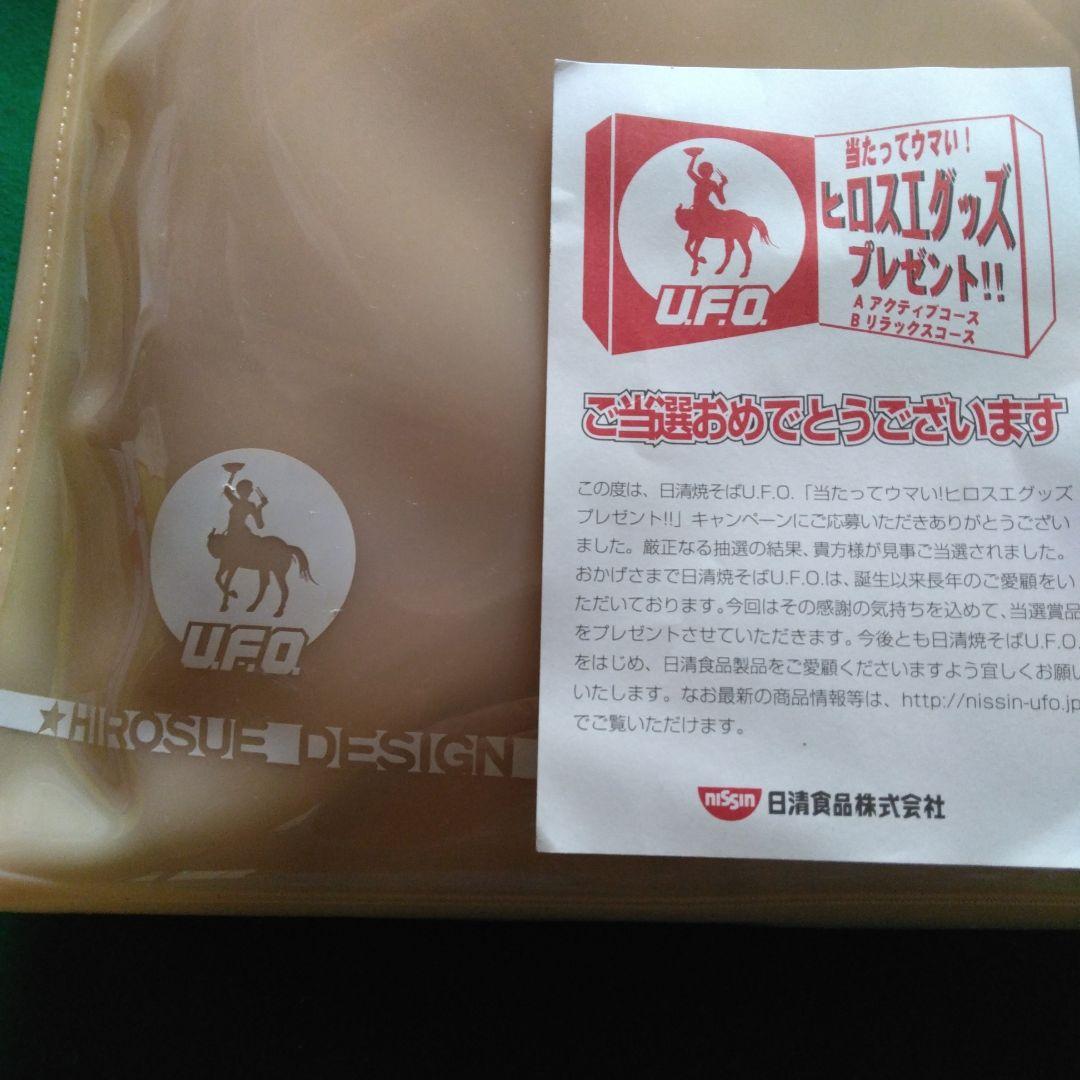 U.F.O.
★HIROSUE DESIGN
U.F.O.
当たってウマい！
ヒロスエグッズ
プレゼント!!
A アクティブコース
B リラックスコース
ご当選おめでとうございます
この度は、日清焼そばU.F.O.「当たってウマい!ヒロスエグッズ
プレゼント!!」キャンペーンにご応募いただきありがとうござい
ました。厳正なる抽選の結果、貴方様が見事ご当選されました。
おかげさまで日清焼そばU.F.O.は、誕生以来長年のご愛顧をい
ただいております。今回はその感謝の気持ちを込めて、当選賞品
をプレゼントさせていただきます。今後とも日清焼そばU.F.O.
をはじめ、日清食品製品をご愛顧くださいますよう宜しくお願い
いたします。なお最新の商品情報等は、http://nissin-ufo.jp
でご覧いただけます。
NISSIN 日清食品株式会社